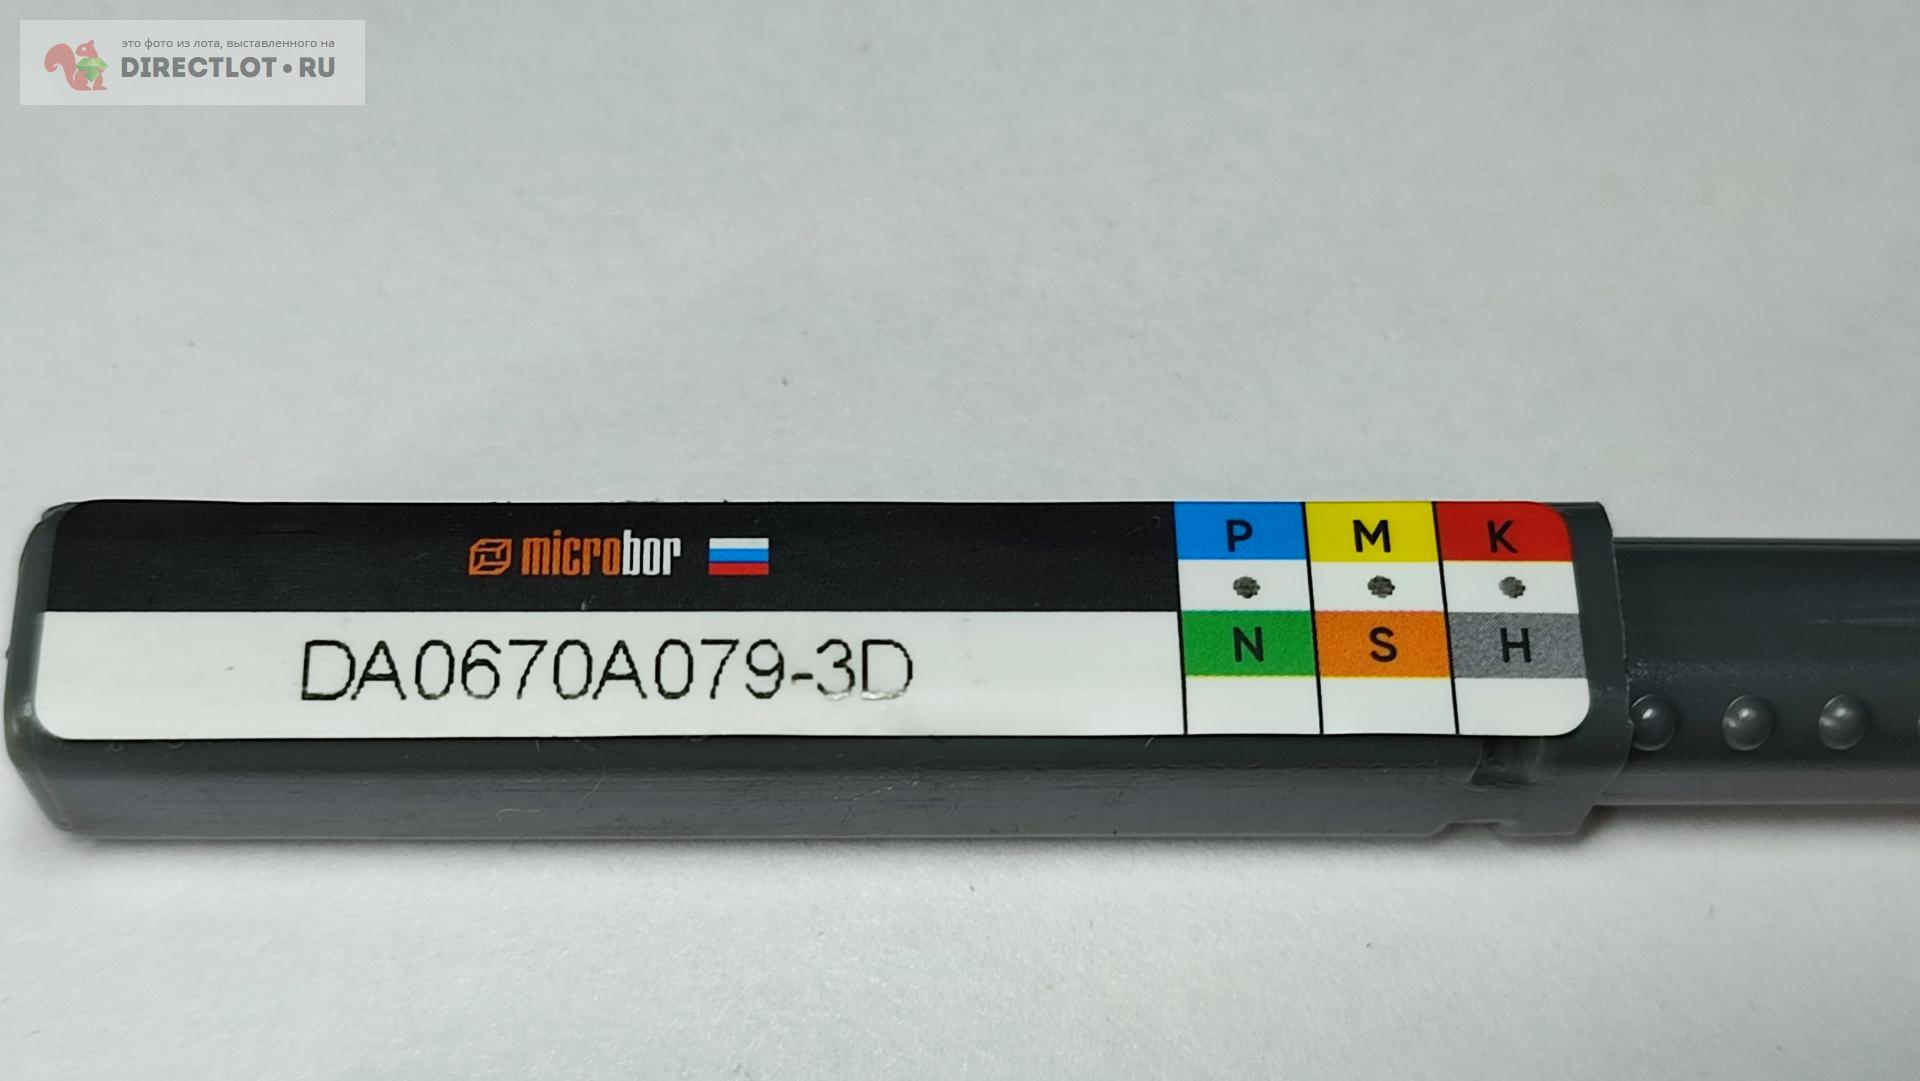 это фото из лота, выставленного на
DIRECTLOT•RU
microbor
P M K
DA0670A079-3D
N S H